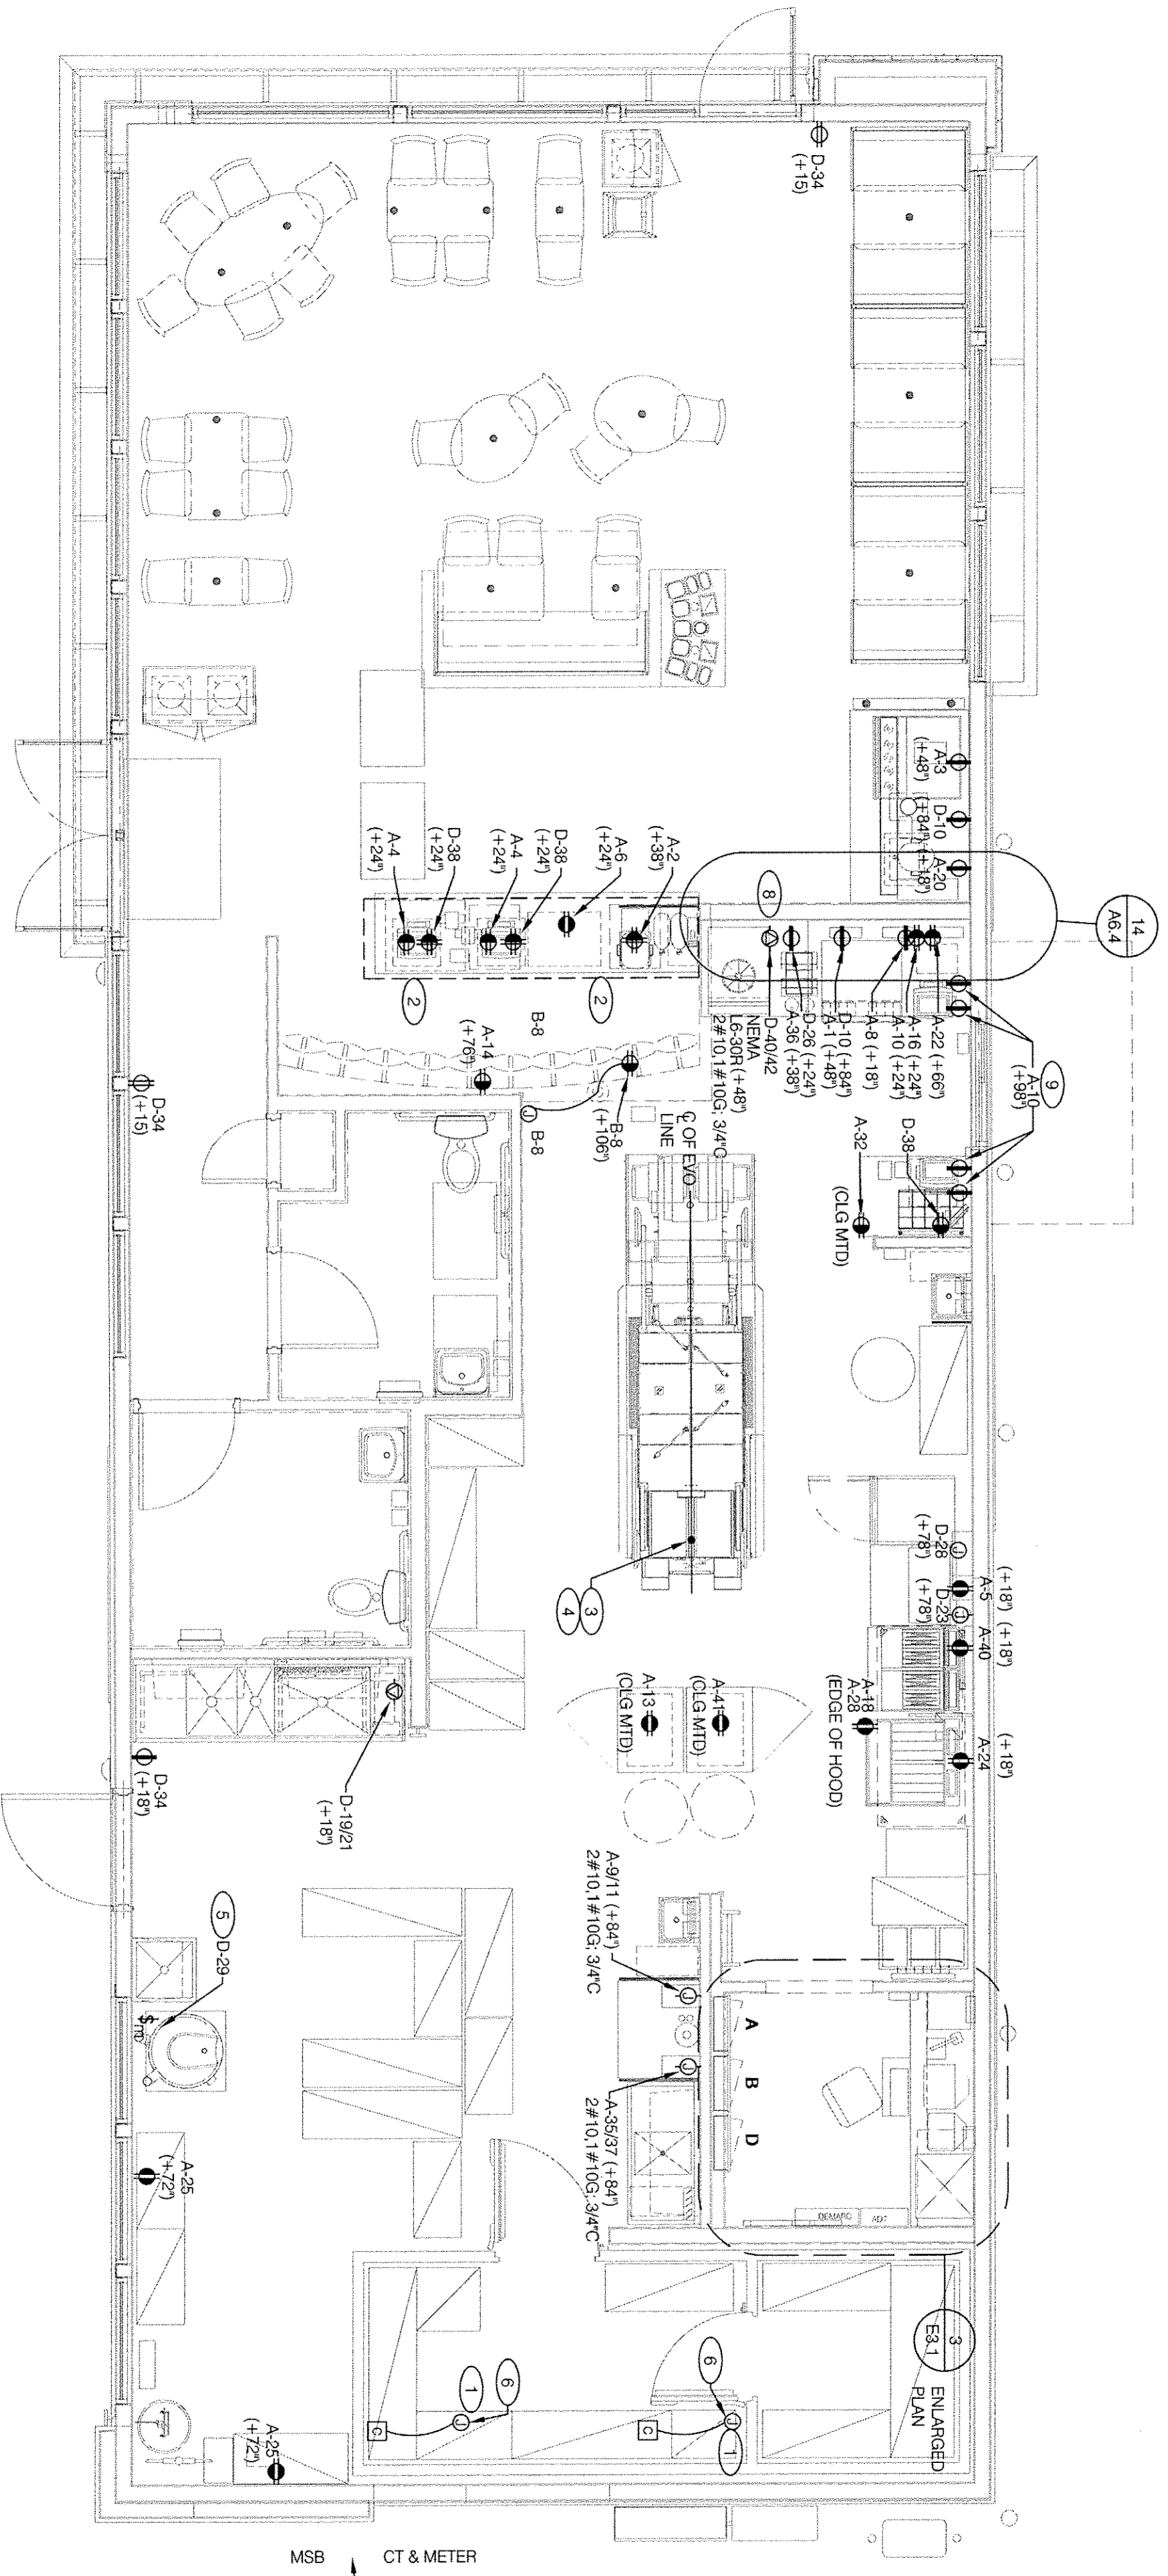 D-34
(+15)
A-3
(+48")
D-10
(+84")
A-20
(+18")
14
A6.4
A-4
(+24")
D-38
(+24")
A-4
(+24")
D-38
(+24")
A-6
(+24")
A-2
(+38")
8
2
2
A-22 (+66")
A-16 (+24")
A-10 (+24")
A-8 (+18")
D-10 (+84")
A-1 (+48")
D-26 (+24")
A-36 (+38")
D-40/42
NEMA
L6-30R (+48")
2#10,1#10G; 3/4"C
9
A-10
(+98")
B-8
A-14
(+76")
B-8
(+106")
B-8
D-34
(+15)
℄ OF EVO
LINE
D-38
A-32
(CLG MTD)
3
4
D-28
(+78")
A-5
(+18")
D-23
(+78")
A-40
(+18")
A-18
A-28
(EDGE OF HOOD)
A-24
(+18")
A-41
(CLG MTD)
A-13
(CLG MTD)
D-19/21
(+18")
D-34
(+18")
5
D-29
$m
A-9/11 (+84")
2#10,1#10G; 3/4"C
A-35/37 (+84")
2#10,1#10G; 3/4"C
A
B
D
DEMARC
ADT
3
E3.1
ENLARGED
PLAN
A-25
(+72")
A-25
(+72")
6
1
J
C
6
1
J
C
MSB
CT & METER